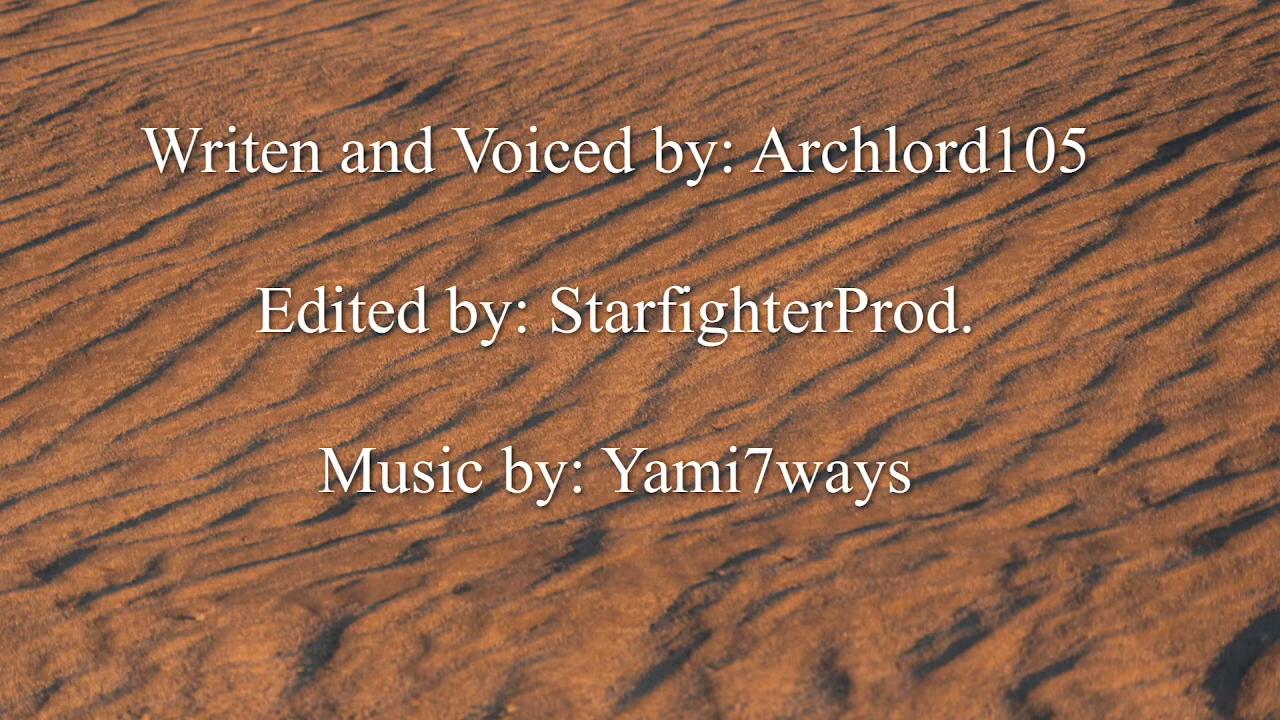 Writen and Voiced by: Archlord105
Edited by: StarfighterProd.
Music by: Yami7ways